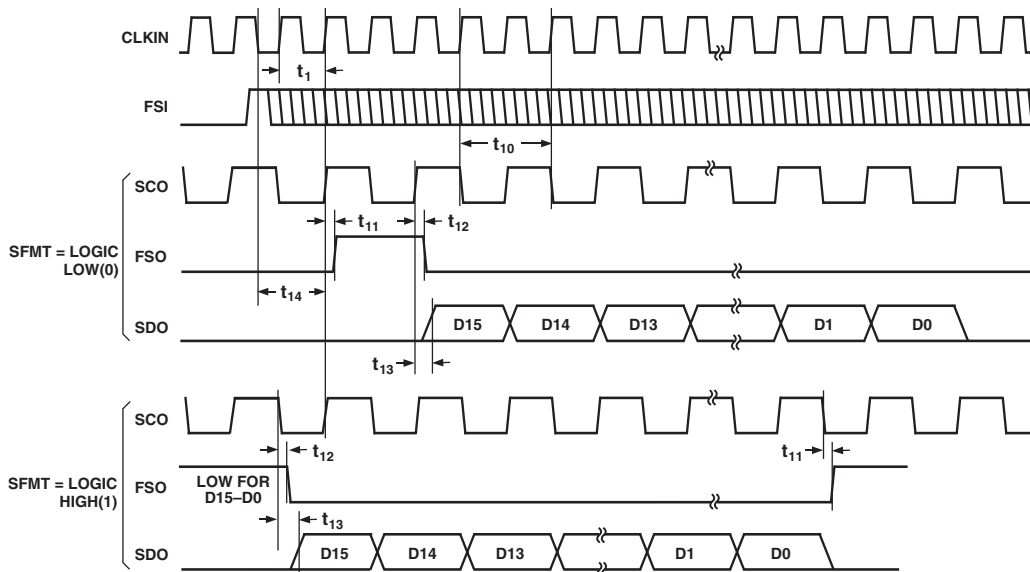 CLKIN
t1
FSI
t10
SCO
t11
t12
SFMT = LOGIC
LOW(0)
FSO
t14
SDO
D15
D14
D13
D1
D0
t13
SCO
t12
t11
SFMT = LOGIC
HIGH(1)
FSO
LOW FOR
D15–D0
t13
SDO
D15
D14
D13
D1
D0